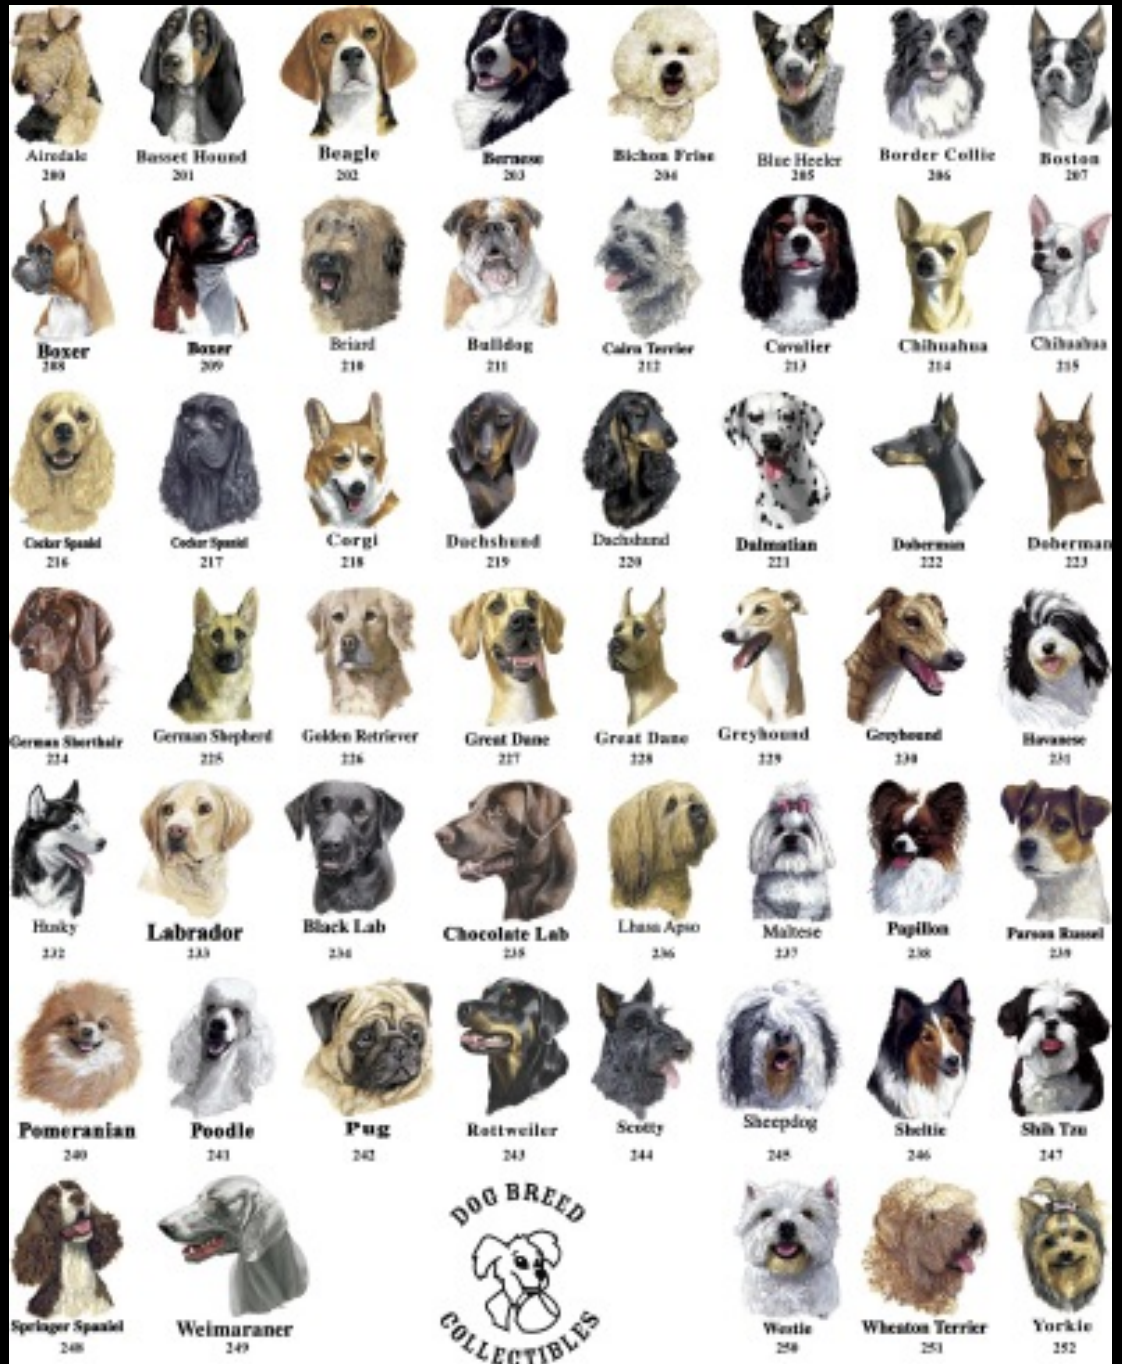 Airedale
200
Basset Hound
201
Beagle
202
Bernese
203
Bichon Frise
204
Blue Heeler
205
Border Collie
206
Boston
207
Boxer
208
Boxer
209
Briard
210
Bulldog
211
Cairn Terrier
212
Cavalier
213
Chihuahua
214
Chihuahua
215
Cocker Spaniel
216
Cocker Spaniel
217
Corgi
218
Dachshund
219
Dachshund
220
Dalmatian
221
Doberman
222
Doberman
223
German Shorthair
224
German Shepherd
225
Golden Retriever
226
Great Dane
227
Great Dane
228
Greyhound
229
Greyhound
230
Havanese
231
Husky
232
Labrador
233
Black Lab
234
Chocolate Lab
235
Lhasa Apso
236
Maltese
237
Papillon
238
Parson Russel
239
Pomeranian
240
Poodle
241
Pug
242
Rottweiler
243
Scotty
244
Sheepdog
245
Sheltie
246
Shih Tzu
247
Springer Spaniel
248
Weimaraner
249
DOG BREED
COLLECTIBLES
Westie
250
Wheaton Terrier
251
Yorkie
252